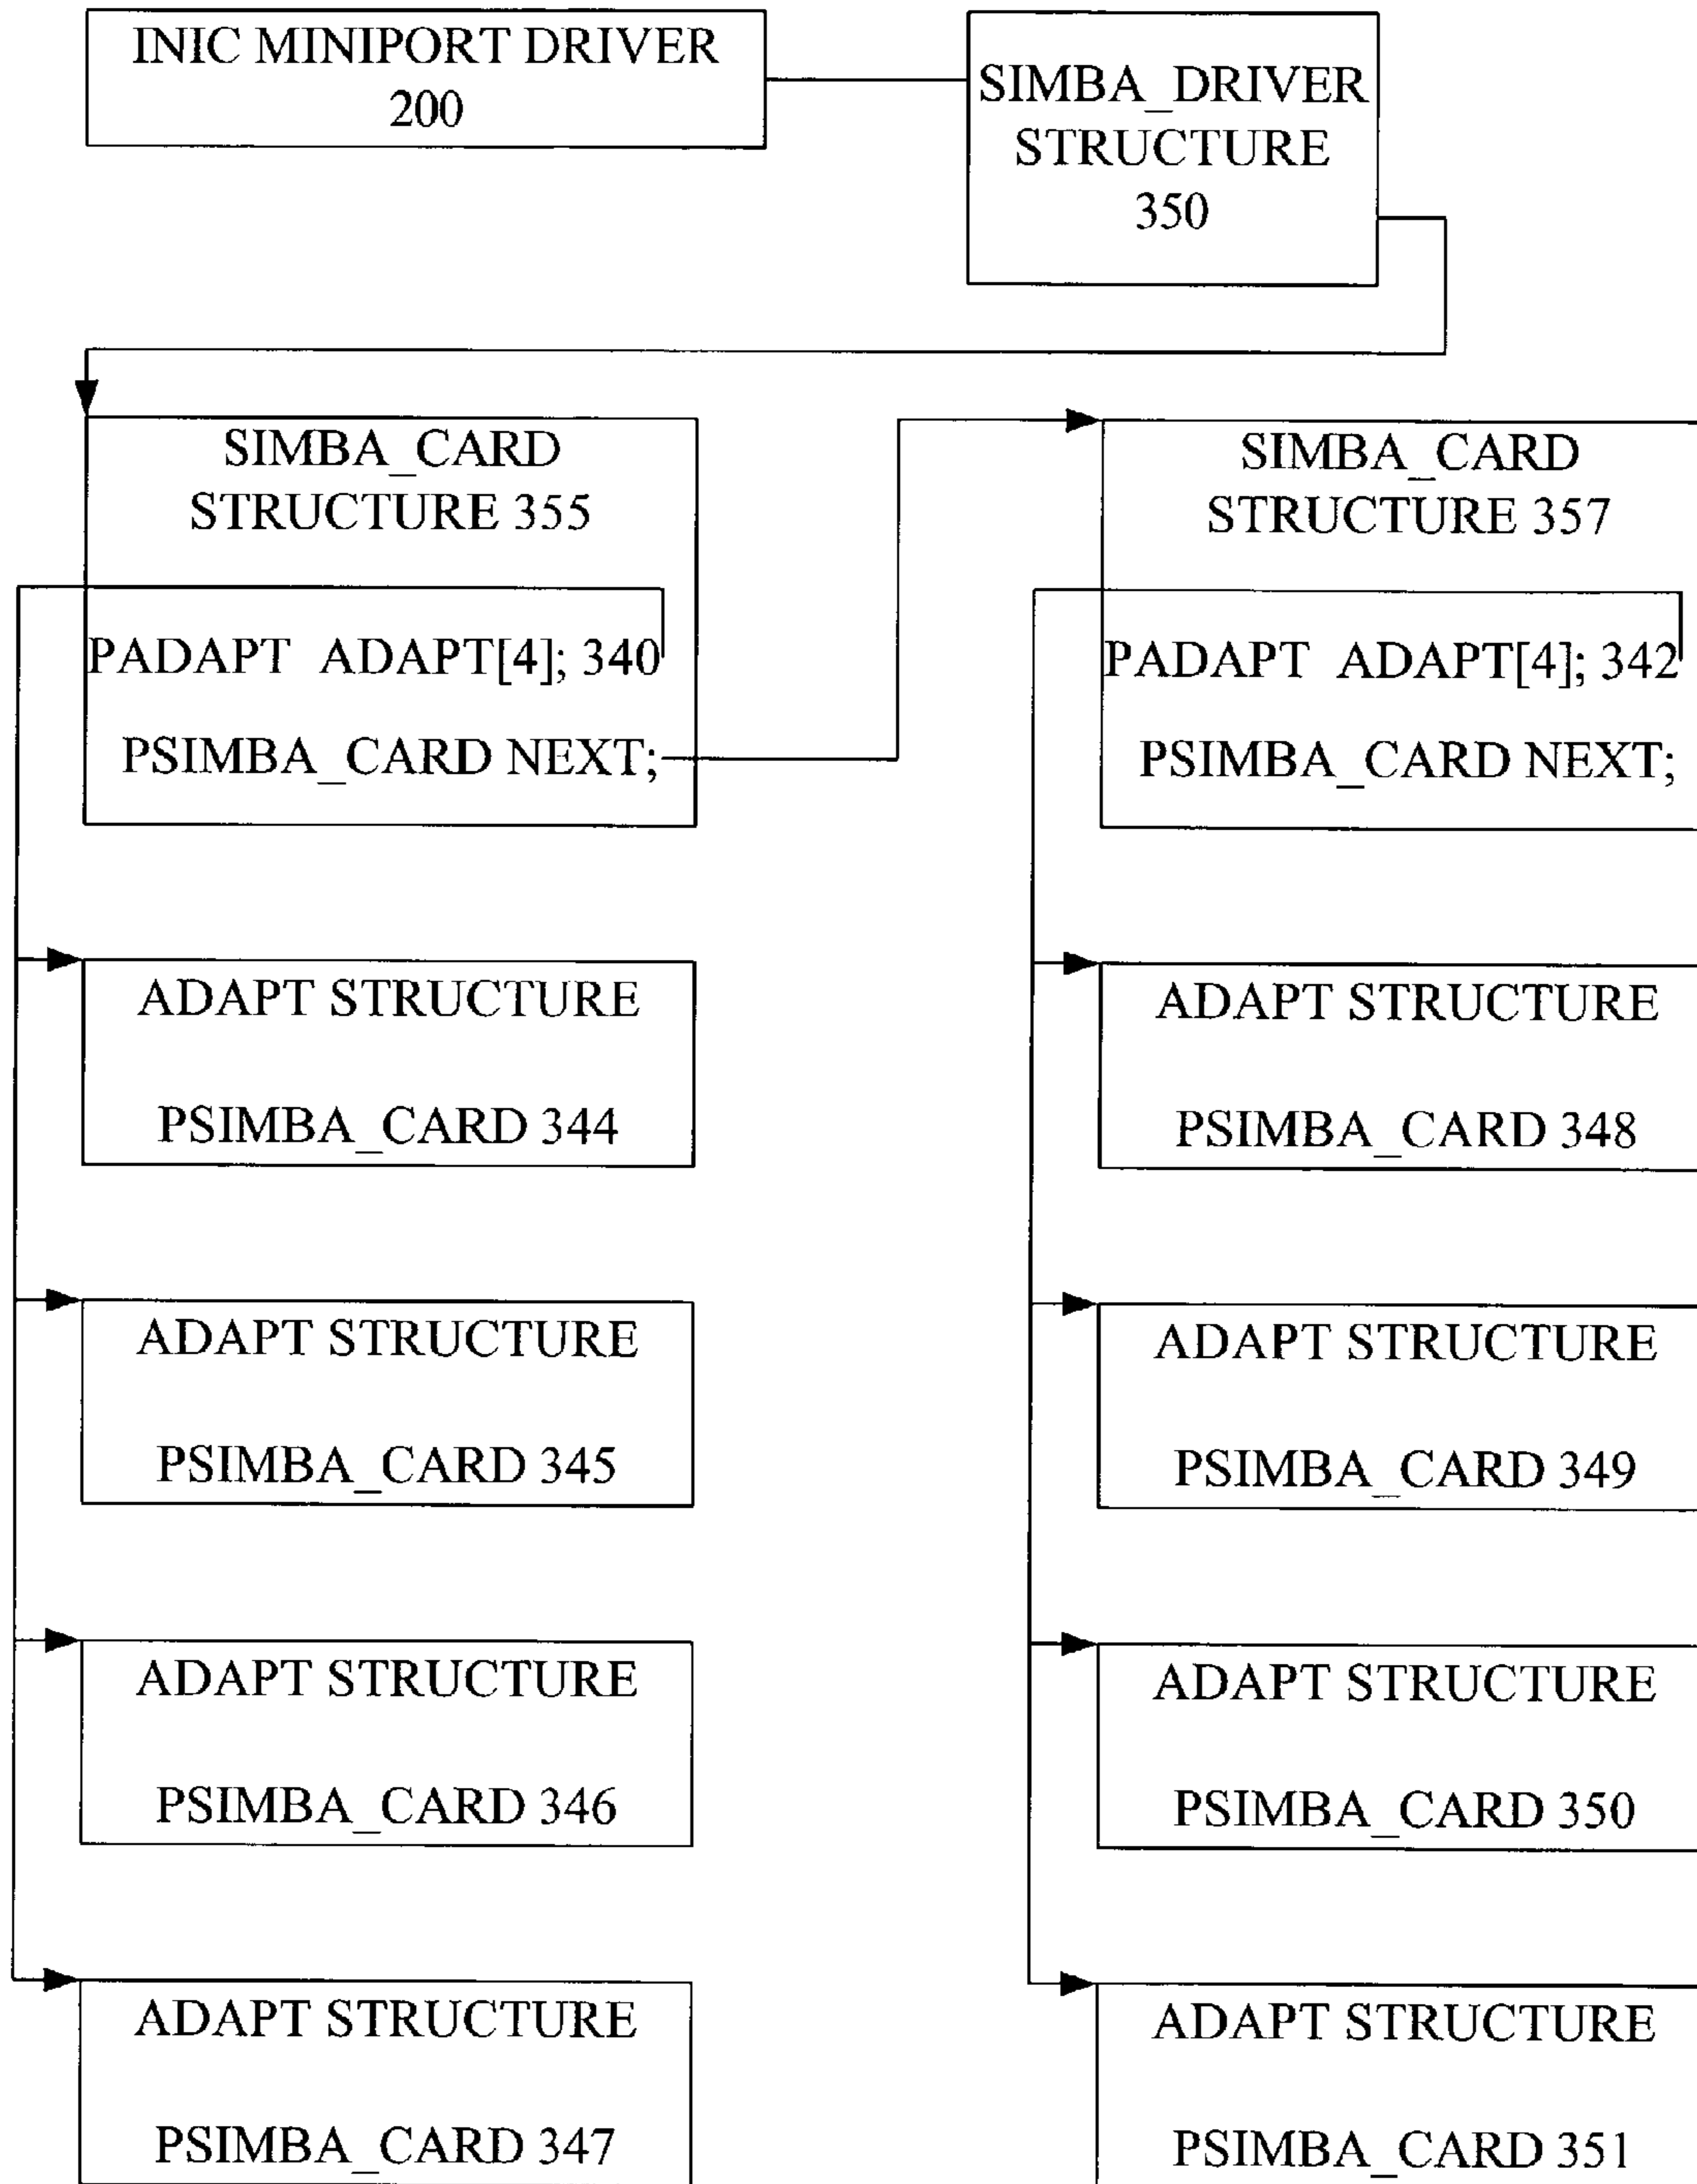 INIC MINIPORT DRIVER
200
SIMBA_DRIVER
STRUCTURE
350
SIMBA_CARD
STRUCTURE 355
PADAPT ADAPT[4]; 340
PSIMBA_CARD NEXT;
SIMBA_CARD
STRUCTURE 357
PADAPT ADAPT[4]; 342
PSIMBA_CARD NEXT;
ADAPT STRUCTURE
PSIMBA_CARD 344
ADAPT STRUCTURE
PSIMBA_CARD 348
ADAPT STRUCTURE
PSIMBA_CARD 345
ADAPT STRUCTURE
PSIMBA_CARD 349
ADAPT STRUCTURE
PSIMBA_CARD 346
ADAPT STRUCTURE
PSIMBA_CARD 350
ADAPT STRUCTURE
PSIMBA_CARD 347
ADAPT STRUCTURE
PSIMBA_CARD 351